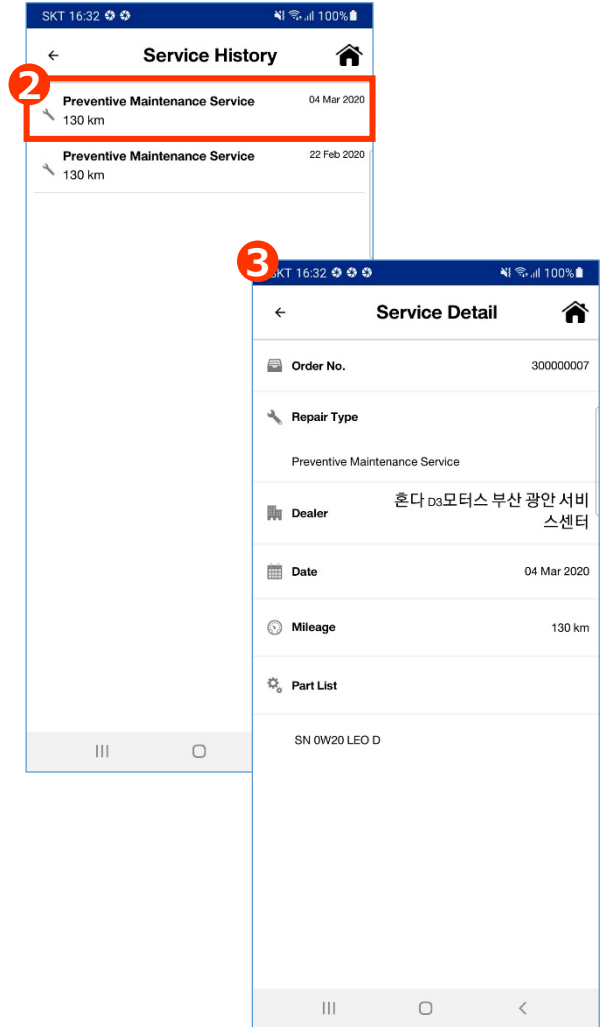 SKT 16:32 100%
Service History
2
Preventive Maintenance Service 04 Mar 2020
130 km
Preventive Maintenance Service 22 Feb 2020
130 km
3
SKT 16:32 100%
Service Detail
Order No. 300000007
Repair Type
Preventive Maintenance Service
Dealer 혼다 D3모터스 부산 광안 서비
스센터
Date 04 Mar 2020
Mileage 130 km
Part List
SN 0W20 LEO D